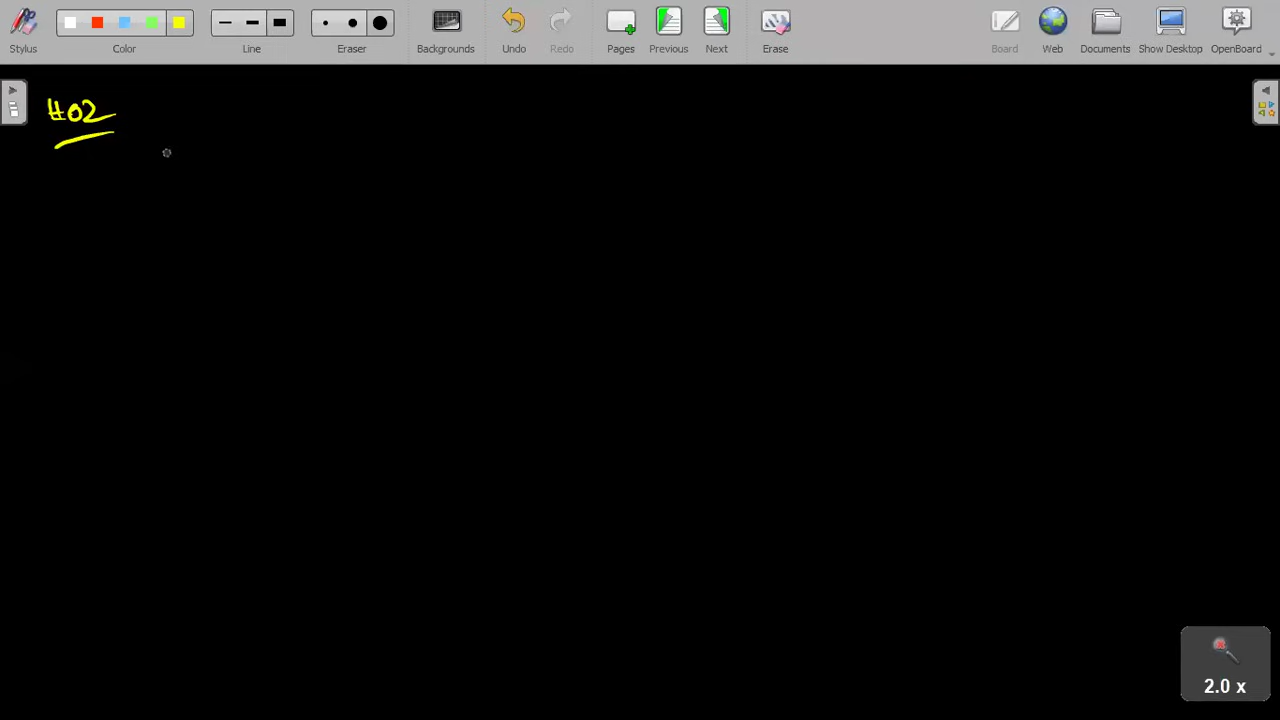 Stylus Color Line Eraser Backgrounds Undo Redo Pages Previous Next Erase Board Web Documents Show Desktop OpenBoard
#02
2.0 x